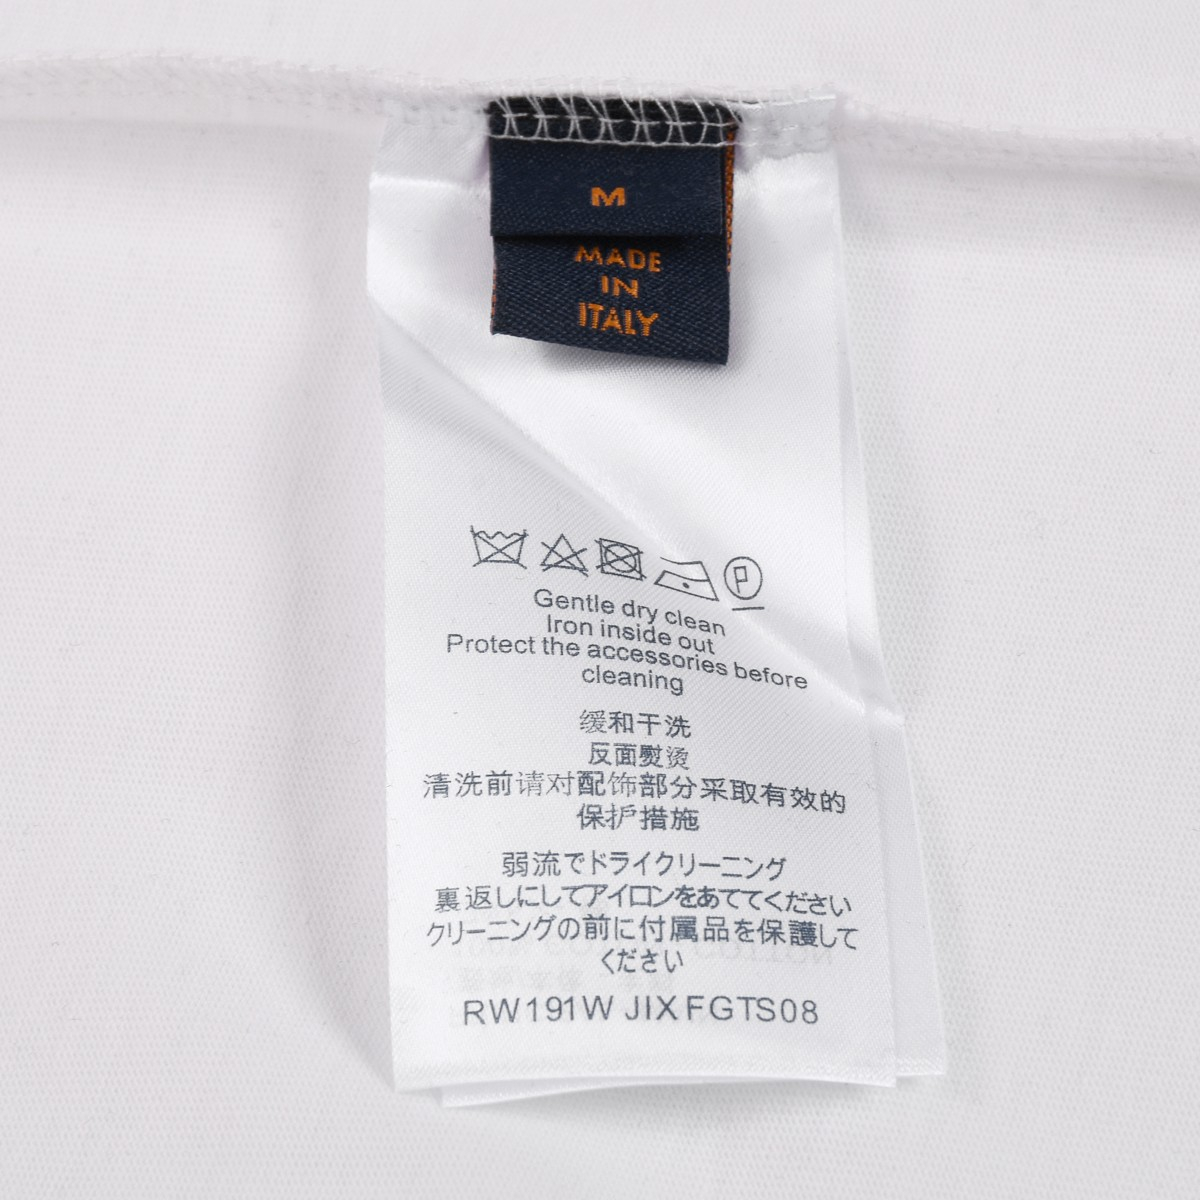 M
MADE
IN
ITALY
P
Gentle dry clean
Iron inside out
Protect the accessories before
cleaning
缓和干洗
反面熨烫
清洗前请对配饰部分采取有效的
保护措施
弱流でドライクリーニング
裏返しにしてアイロンをあててください
クリーニングの前に付属品を保護して
ください
RW191W JIX FGTS08